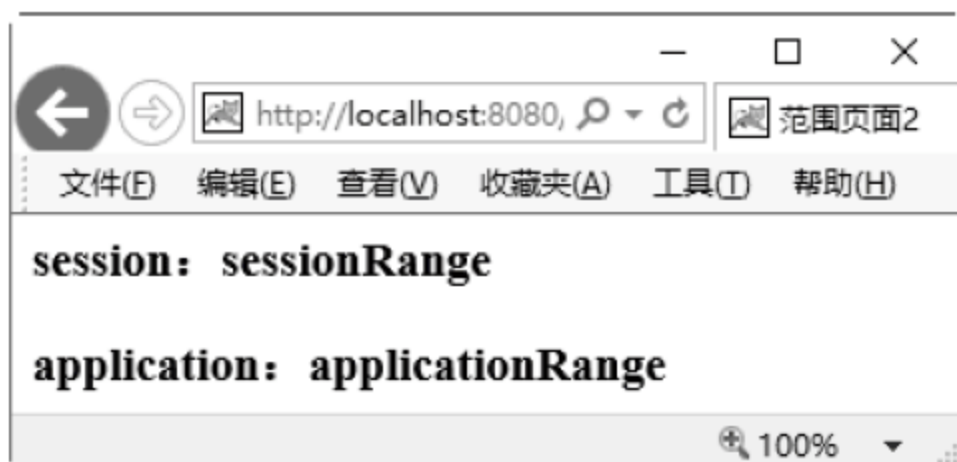 http://localhost:8080/
范围页面2
文件(F) 编辑(E) 查看(V) 收藏夹(A) 工具(T) 帮助(H)
session：sessionRange
application：applicationRange
100%